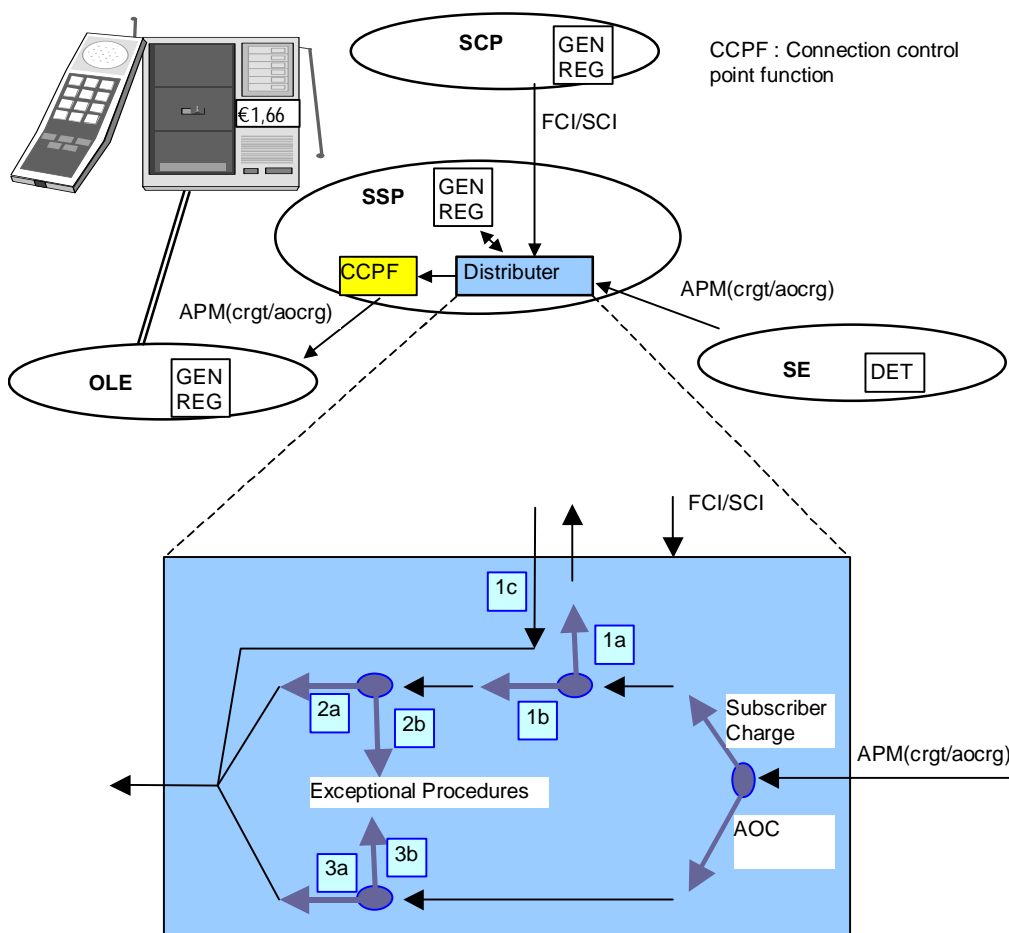 SCP
GEN
REG
CCPF : Connection control
point function
€1,66
FCI/SCI
SSP
GEN
REG
CCPF
Distributer
APM(crgt/aocrg)
APM(crgt/aocrg)
OLE
GEN
REG
SE
DET
FCI/SCI
1c
1a
2a
2b
1b
Subscriber
Charge
APM(crgt/aocrg)
Exceptional Procedures
AOC
3a
3b